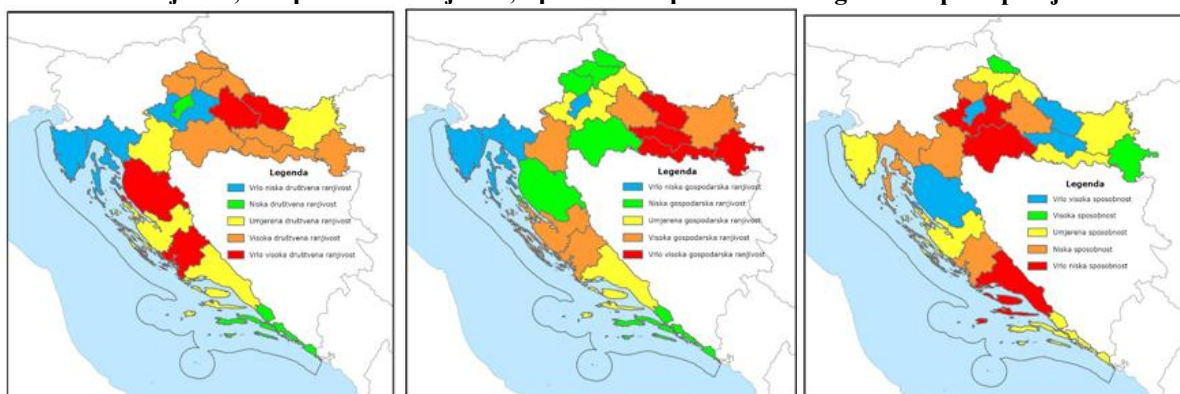 Legenda
Vrlo niska društvena ranjivost
Niska društvena ranjivost
Umjerena društvena ranjivost
Visoka društvena ranjivost
Vrlo visoka društvena ranjivost
Legenda
Vrlo niska gospodarska ranjivost
Niska gospodarska ranjivost
Umjerena gospodarska ranjivost
Visoka gospodarska ranjivost
Vrlo visoka gospodarska ranjivost
Legenda
Vrlo visoka sposobnost
Visoka sposobnost
Umjerena sposobnost
Niska sposobnost
Vrlo niska sposobnost